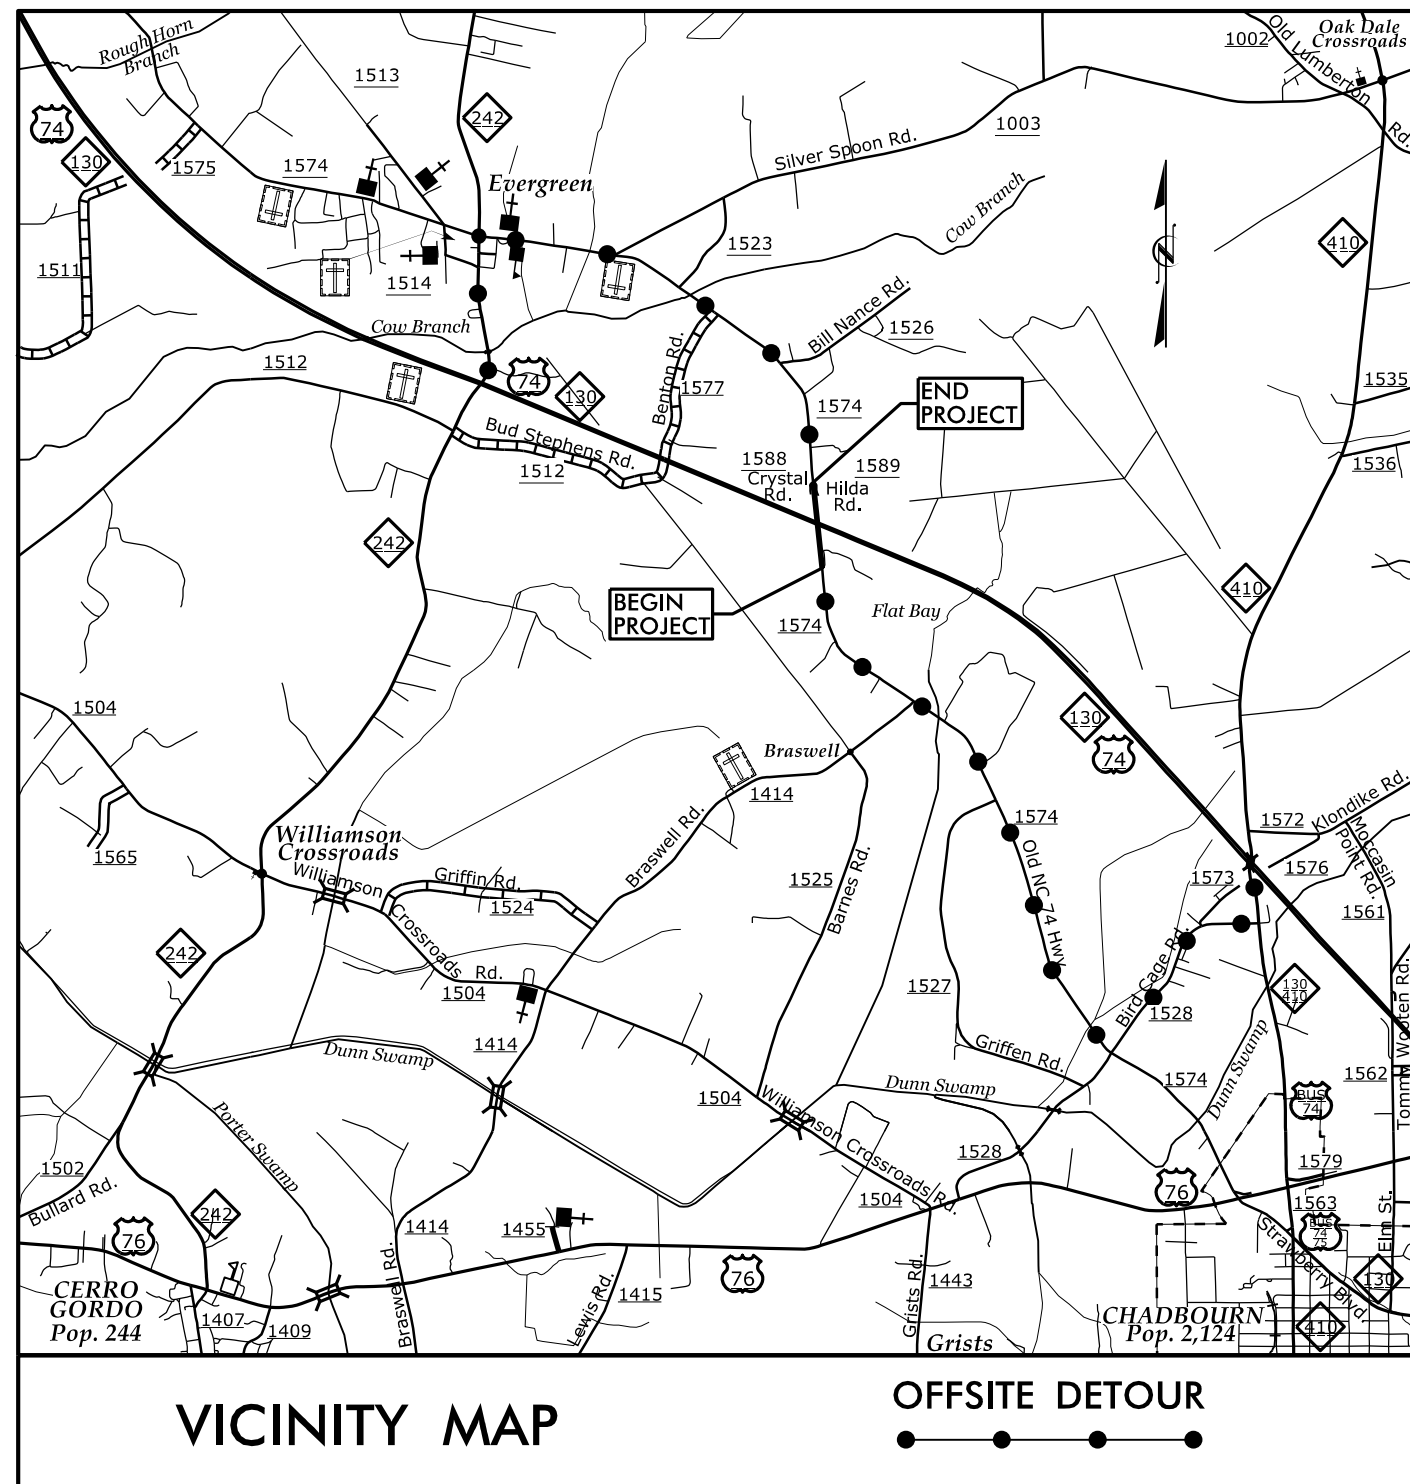 Rough Horn
Branch
1513
242
1002
Old Lumberton
Rd.
Oak Dale
Crossroads
74
130
1575
1574
Evergreen
Silver Spoon Rd.
1003
Cow Branch
1523
410
1511
1514
Cow Branch
Bill Nance Rd.
1526
1512
74
130
Benton Rd.
1577
END
PROJECT
1535
1574
Bud Stephens Rd.
1512
1588
Crystal
Rd.
1589
Hilda
Rd.
1536
242
410
BEGIN
PROJECT
Flat Bay
1574
1504
130
74
Braswell
1414
Klondike Rd.
1572
Moccasin
Point Rd.
1574
Old NC 74 Hwy
Williamson
Crossroads
1565
Braswell Rd.
Barnes Rd.
1525
1573
1576
1561
Williamson
Crossroads
Rd.
Griffin Rd.
1524
242
1504
1527
Bird Cage Rd.
1528
130
410
Tommy Wooten Rd.
1414
Dunn Swamp
Griffen Rd.
Dunn Swamp
1574
Dunn Swamp
1562
BUS
74
1504
Williamson Crossroads Rd.
Porter Swamp
1502
Bullard Rd.
1528
1579
76
1504
1563
Elm St.
242
76
1414
Braswell Rd.
1455
BUS
74
75
Strawberry Blvd.
76
1415
Lewis Rd.
1443
Grists Rd.
130
CERRO
GORDO
Pop. 244
1407
1409
Grists
CHADBOURN
Pop. 2,124
410
VICINITY MAP
OFFSITE DETOUR